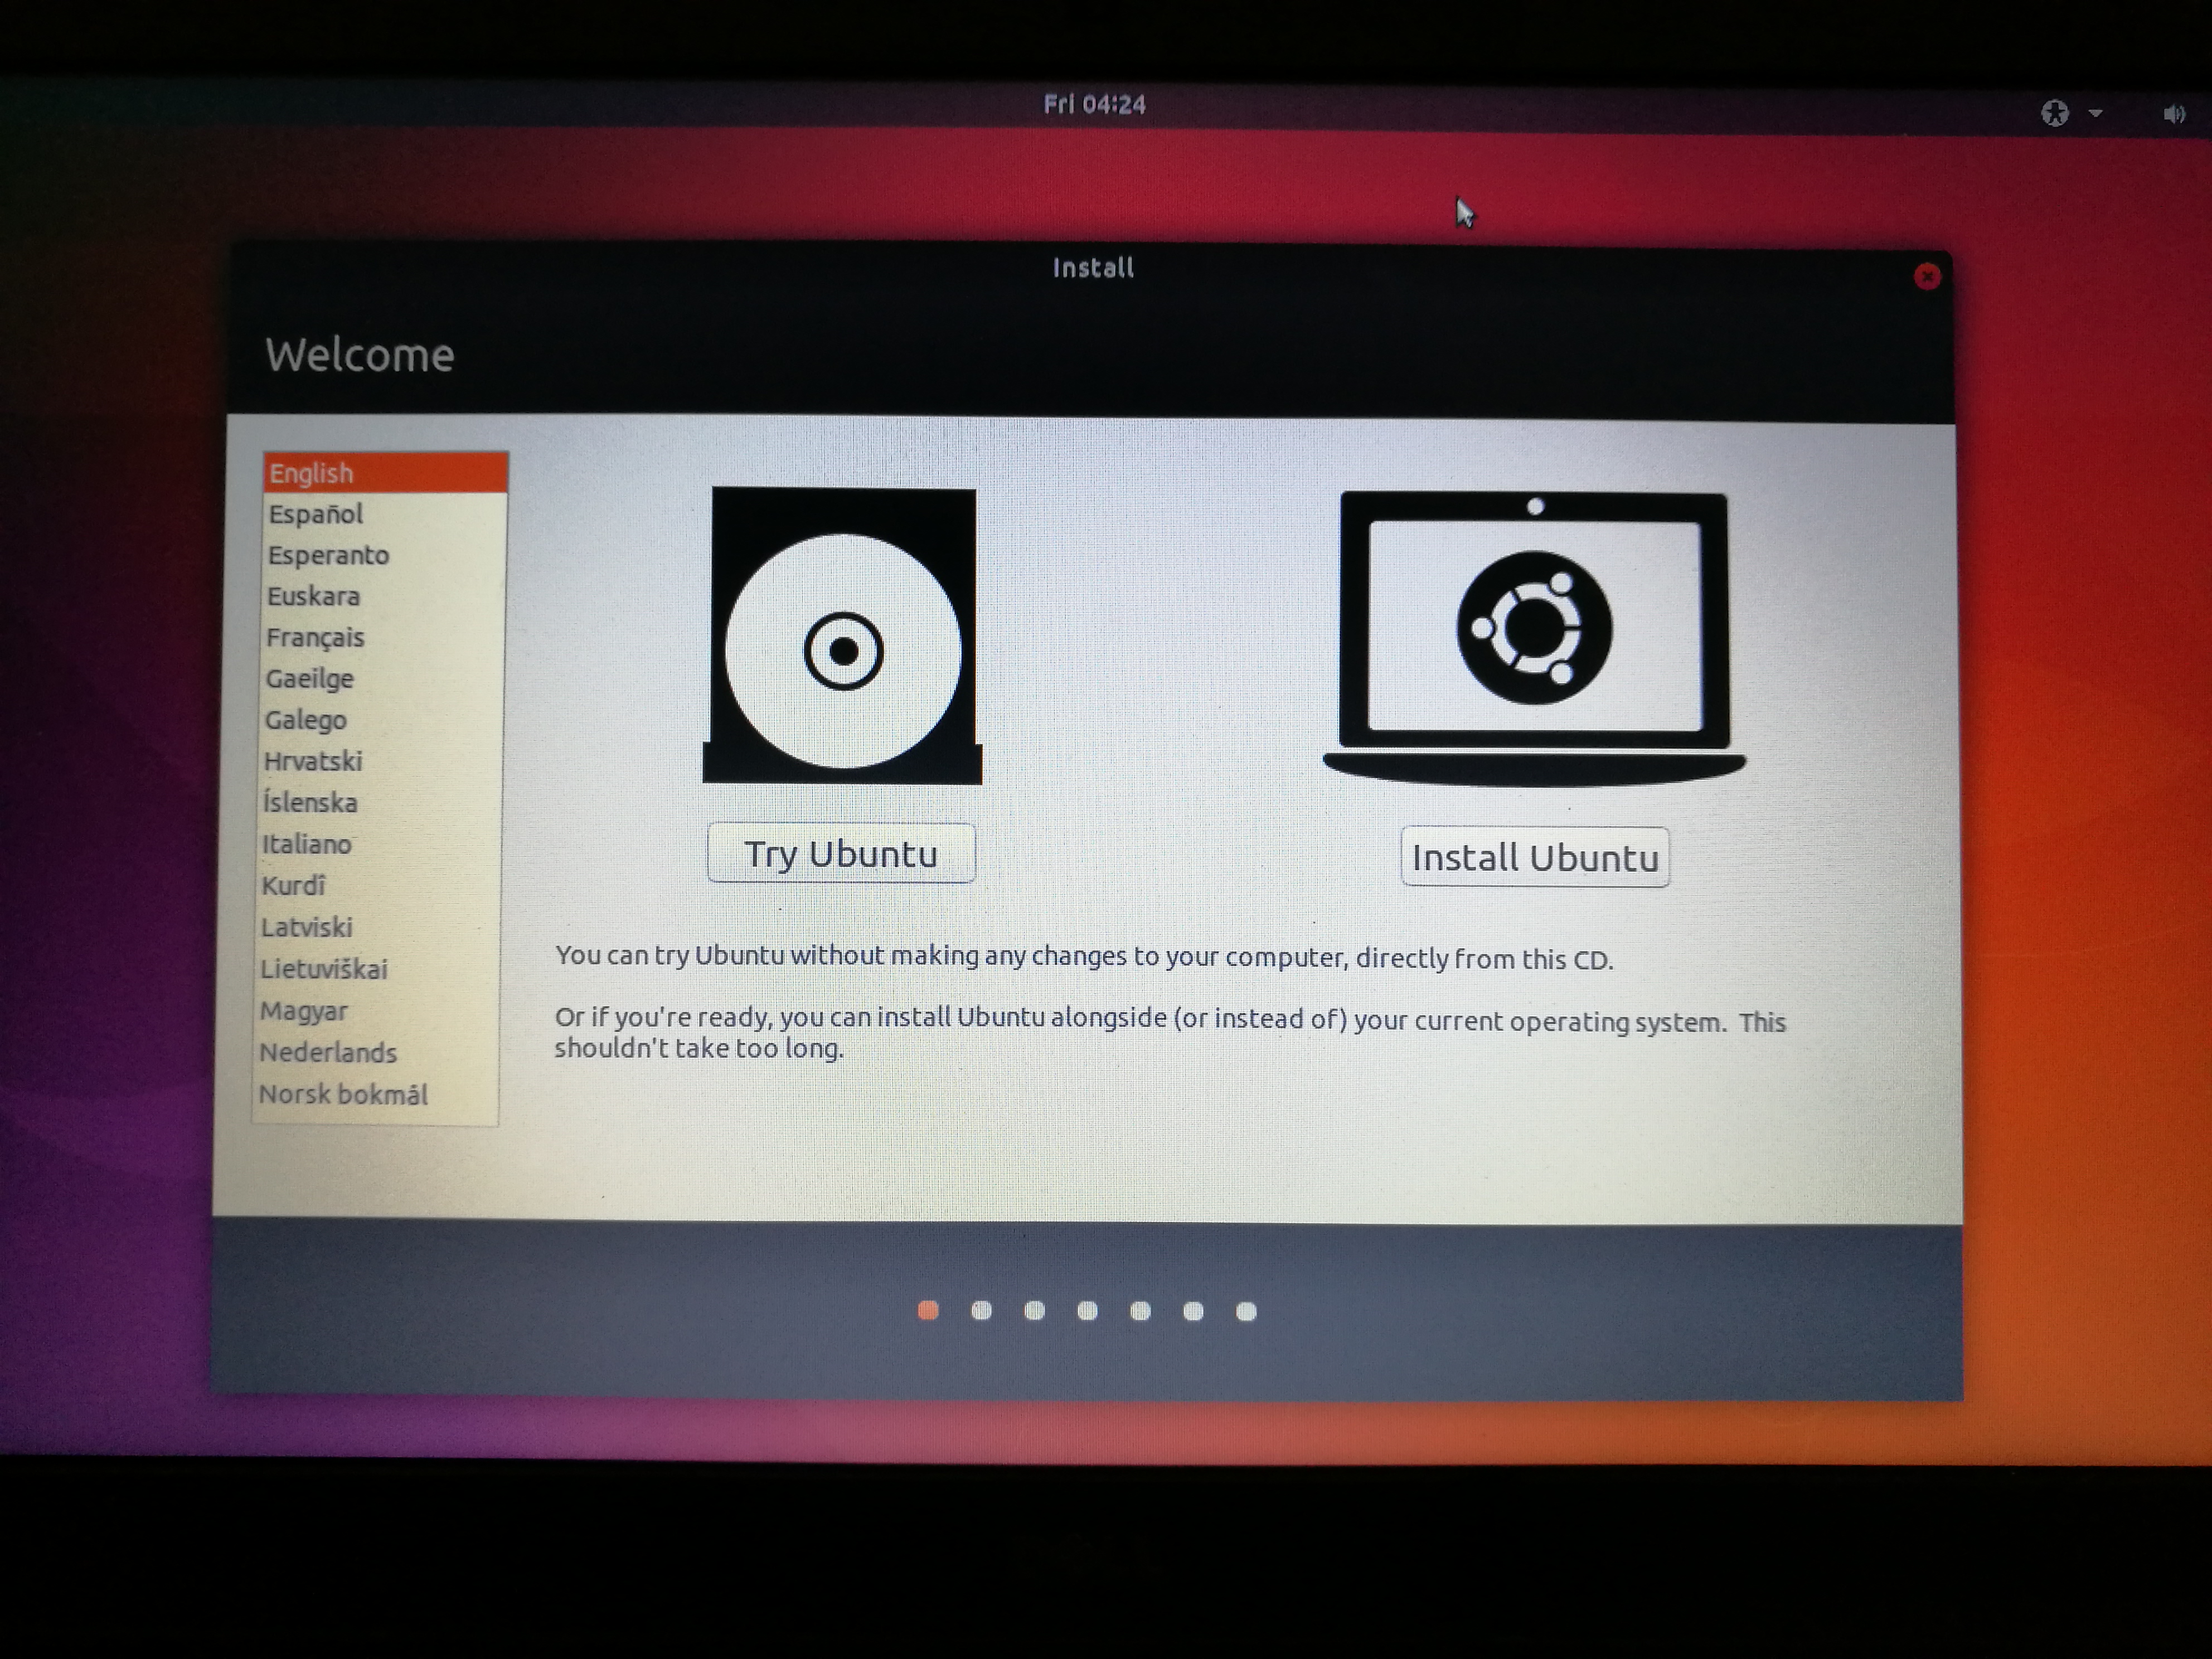 Fri 04:24
Install
Welcome
English
Español
Esperanto
Euskara
Français
Gaeilge
Galego
Hrvatski
Íslenska
Italiano
Kurdî
Latviski
Lietuviškai
Magyar
Nederlands
Norsk bokmål
Try Ubuntu
Install Ubuntu
You can try Ubuntu without making any changes to your computer, directly from this CD.
Or if you're ready, you can install Ubuntu alongside (or instead of) your current operating system. This
shouldn't take too long.